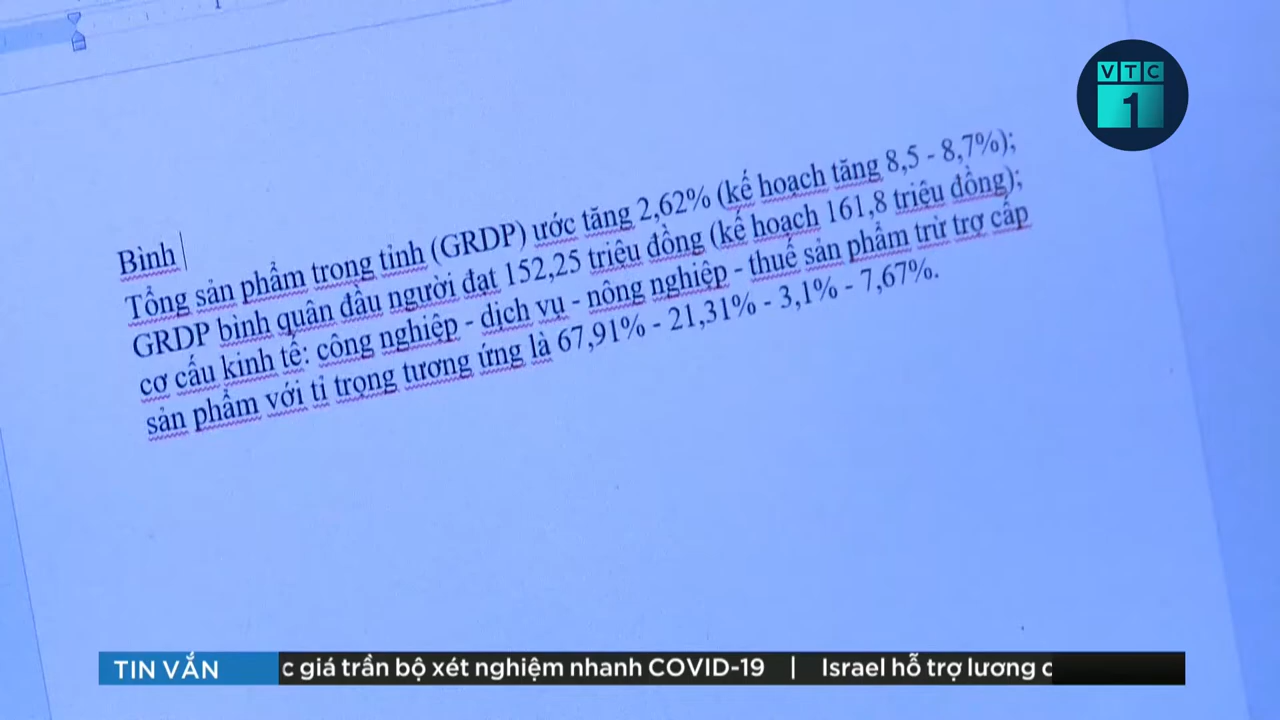 VTC
1
Bình
Tổng sản phẩm trong tỉnh (GRDP) ước tăng 2,62% (kế hoạch tăng 8,5 - 8,7%);
GRDP bình quân đầu người đạt 152,25 triệu đồng (kế hoạch 161,8 triệu đồng);
cơ cấu kinh tế: công nghiệp - dịch vụ - nông nghiệp - thuế sản phẩm trừ trợ cấp
sản phẩm với tỉ trọng tương ứng là 67,91% - 21,31% - 3,1% - 7,67%.
TIN VẮN c giá trần bộ xét nghiệm nhanh COVID-19 | Israel hỗ trợ lương c